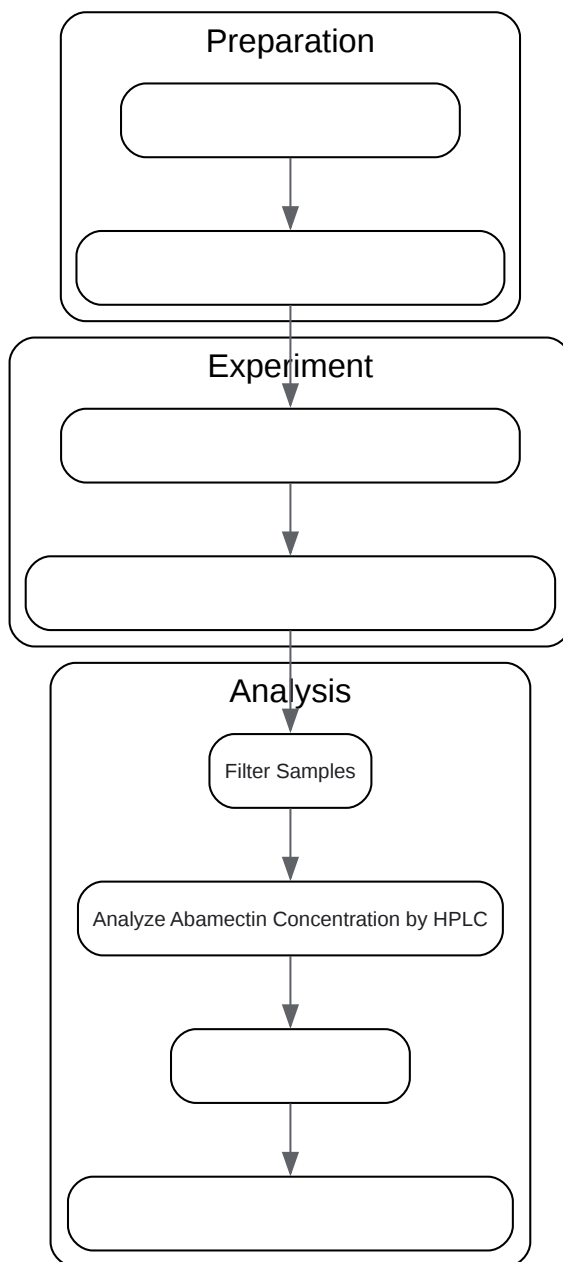 Preparation
Experiment
Analysis
Filter Samples
Analyze Abamectin Concentration by HPLC